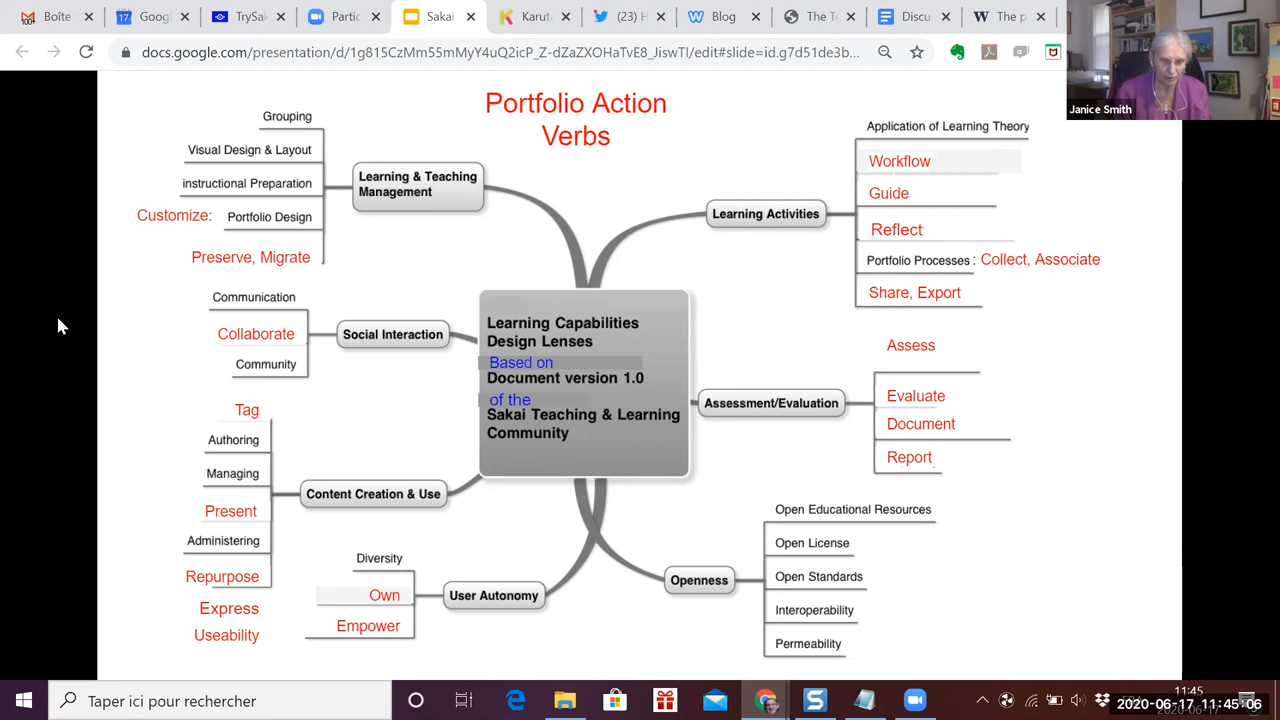 Boîte
Google
TrySak
Partic
Sakai
Karuta
(23) H
Blog
The T
Discu
The p
docs.google.com/presentation/d/1g815CzMm55mMyY4uQ2icP_Z-dZaZXOHaTvE8_JiswTI/edit#slide=id.g7d51de3b...
Janice Smith
Portfolio Action
Verbs
Grouping
Visual Design & Layout
instructional Preparation
Customize: Portfolio Design
Preserve, Migrate
Learning & Teaching
Management
Communication
Collaborate
Community
Social Interaction
Tag
Authoring
Managing
Present
Administering
Repurpose
Express
Useability
Content Creation & Use
Diversity
Own
Empower
User Autonomy
Learning Capabilities
Design Lenses
Based on
Document version 1.0
of the
Sakai Teaching & Learning
Community
Application of Learning Theory
Workflow
Guide
Reflect
Portfolio Processes : Collect, Associate
Share, Export
Learning Activities
Assess
Evaluate
Document
Report
Assessment/Evaluation
Open Educational Resources
Open License
Open Standards
Interoperability
Permeability
Openness
Taper ici pour rechercher
11:45
2020-06-17 11:45:06